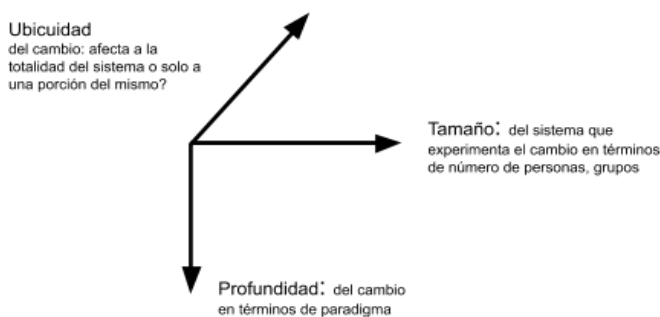 Ubicuidad
del cambio: afecta a la
totalidad del sistema o solo a
una porción del mismo?
Tamaño: del sistema que
experimenta el cambio en términos
de número de personas, grupos
Profundidad: del cambio
en términos de paradigma